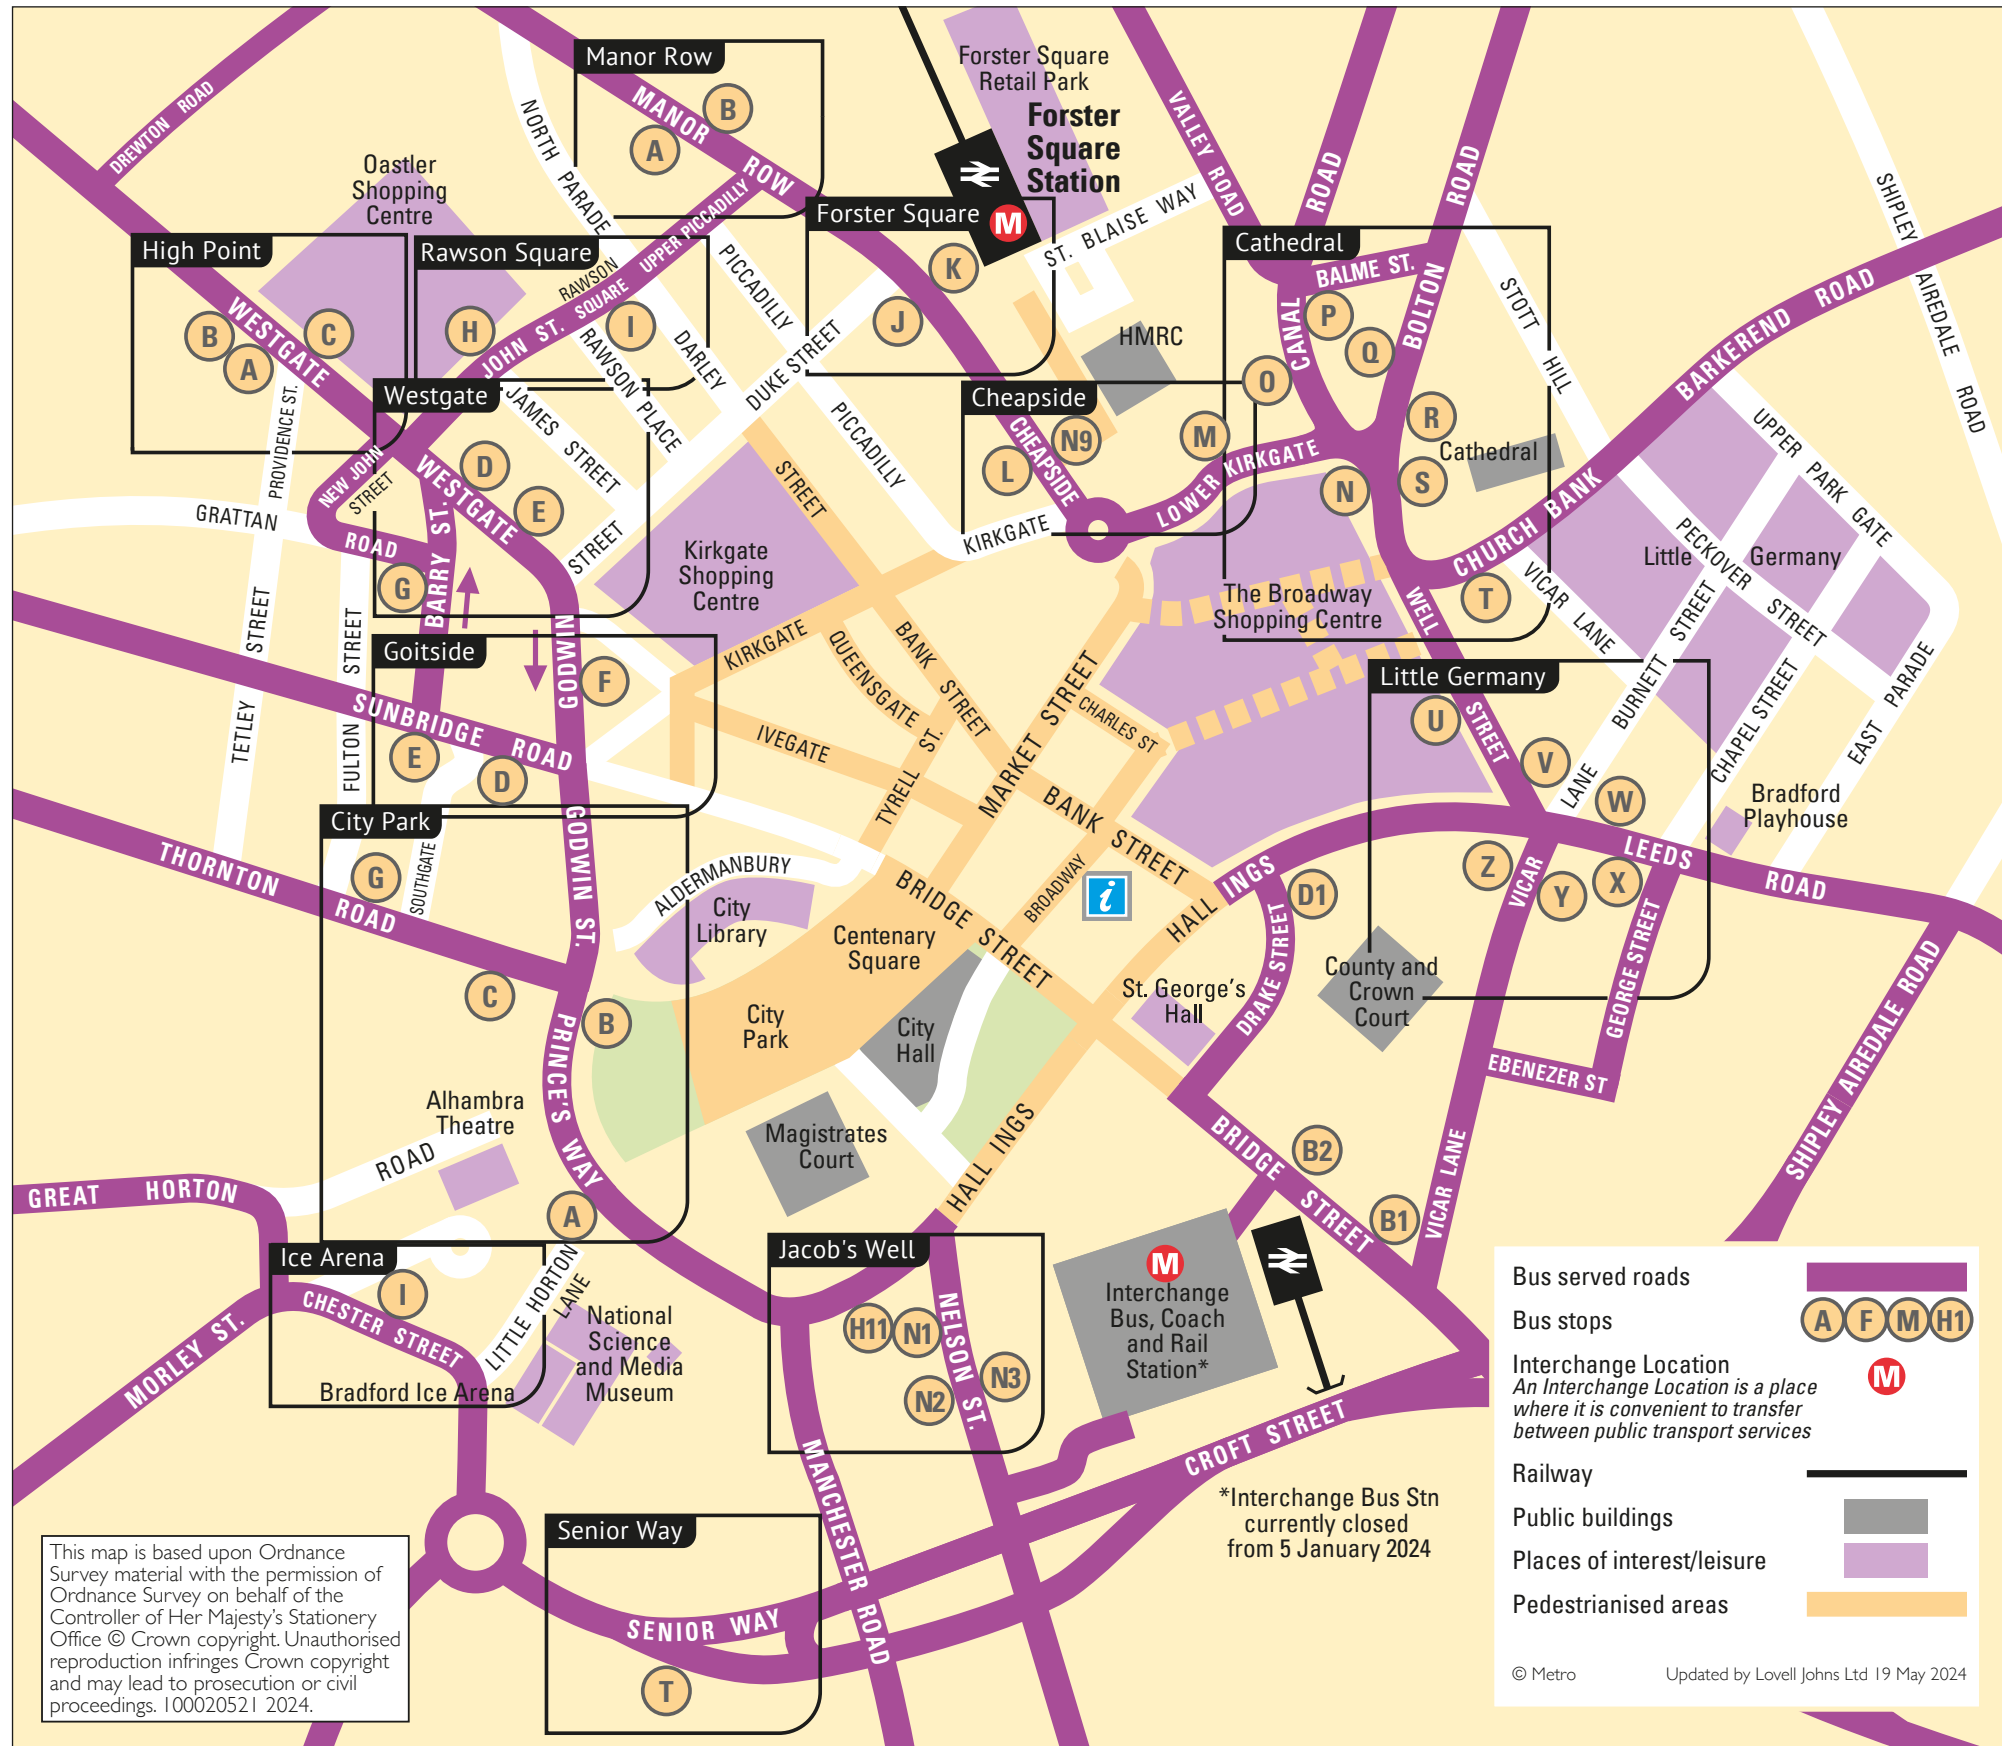 Manor Row
B
A
MANOR
ROW
DREWTON ROAD
NORTH PARADE
Forster Square
Retail Park
Forster
Square
Station
M
VALLEY ROAD
ROAD
ROAD
ST. BLAISE WAY
SHIPLEY AIREDALE ROAD
Oastler
Shopping
Centre
High Point
B
A
C
WESTGATE
PROVIDENCE ST.
Rawson Square
H
I
RAWSON
SQUARE
JOHN ST.
UPPER PICCADILLY
RAWSON PLACE
PICCADILLY
DARLEY
STREET
DUKE STREET
PICCADILLY
Forster Square
K
J
HMRC
Cathedral
BALME ST.
CANAL
BOLTON
P
Q
O
R
S
N
T
Cathedral
STOTT HILL
BARKEREND ROAD
CHURCH BANK
Cheapside
CHEAPSIDE
N9
L
M
LOWER KIRKGATE
KIRKGATE
Westgate
WESTGATE
D
E
G
JAMES STREET
STREET
NEW JOHN
STREET
GRATTAN
ROAD
BARRY ST.
TETLEY STREET
FULTON STREET
Kirkgate
Shopping
Centre
KIRKGATE
QUEENSGATE
BANK STREET
IVEGATE
TYRELL ST.
MARKET STREET
CHARLES ST
BANK STREET
BROADWAY
The Broadway
Shopping Centre
WELL
STREET
VICAR LANE
UPPER PARK GATE
PECKOVER STREET
Little Germany
BURNETT STREET
CHAPEL STREET
EAST PARADE
Goitside
GODWIN
F
E
D
SUNBRIDGE ROAD
Little Germany
U
V
W
Z
Y
X
LANE
VICAR
LEEDS
ROAD
GEORGE STREET
Bradford
Playhouse
City Park
G
C
B
A
GODWIN ST.
THORNTON
ROAD
SOUTHGATE
ALDERMANBURY
City
Library
Centenary
Square
City
Park
City
Hall
BRIDGE STREET
i
HALL
INGS
D1
DRAKE STREET
St. George's
Hall
County and
Crown
Court
EBENEZER ST
SHIPLEY AIREDALE ROAD
PRINCE'S WAY
Alhambra
Theatre
ROAD
Magistrates
Court
HALL INGS
BRIDGE STREET
B2
B1
VICAR LANE
GREAT HORTON
MORLEY ST.
Ice Arena
I
CHESTER STREET
LITTLE HORTON
LANE
Bradford Ice Arena
National
Science
and Media
Museum
Jacob's Well
H11
N1
N2
N3
NELSON ST.
M
Interchange
Bus, Coach
and Rail
Station*
CROFT STREET
MANCHESTER ROAD
*Interchange Bus Stn
currently closed
from 5 January 2024
Senior Way
SENIOR WAY
T
This map is based upon Ordnance
Survey material with the permission of
Ordnance Survey on behalf of the
Controller of Her Majesty's Stationery
Office © Crown copyright. Unauthorised
reproduction infringes Crown copyright
and may lead to prosecution or civil
proceedings. 100020521 2024.
Bus served roads
Bus stops
A F M H1
Interchange Location
M
An Interchange Location is a place
where it is convenient to transfer
between public transport services
Railway
Public buildings
Places of interest/leisure
Pedestrianised areas
© Metro
Updated by Lovell Johns Ltd 19 May 2024